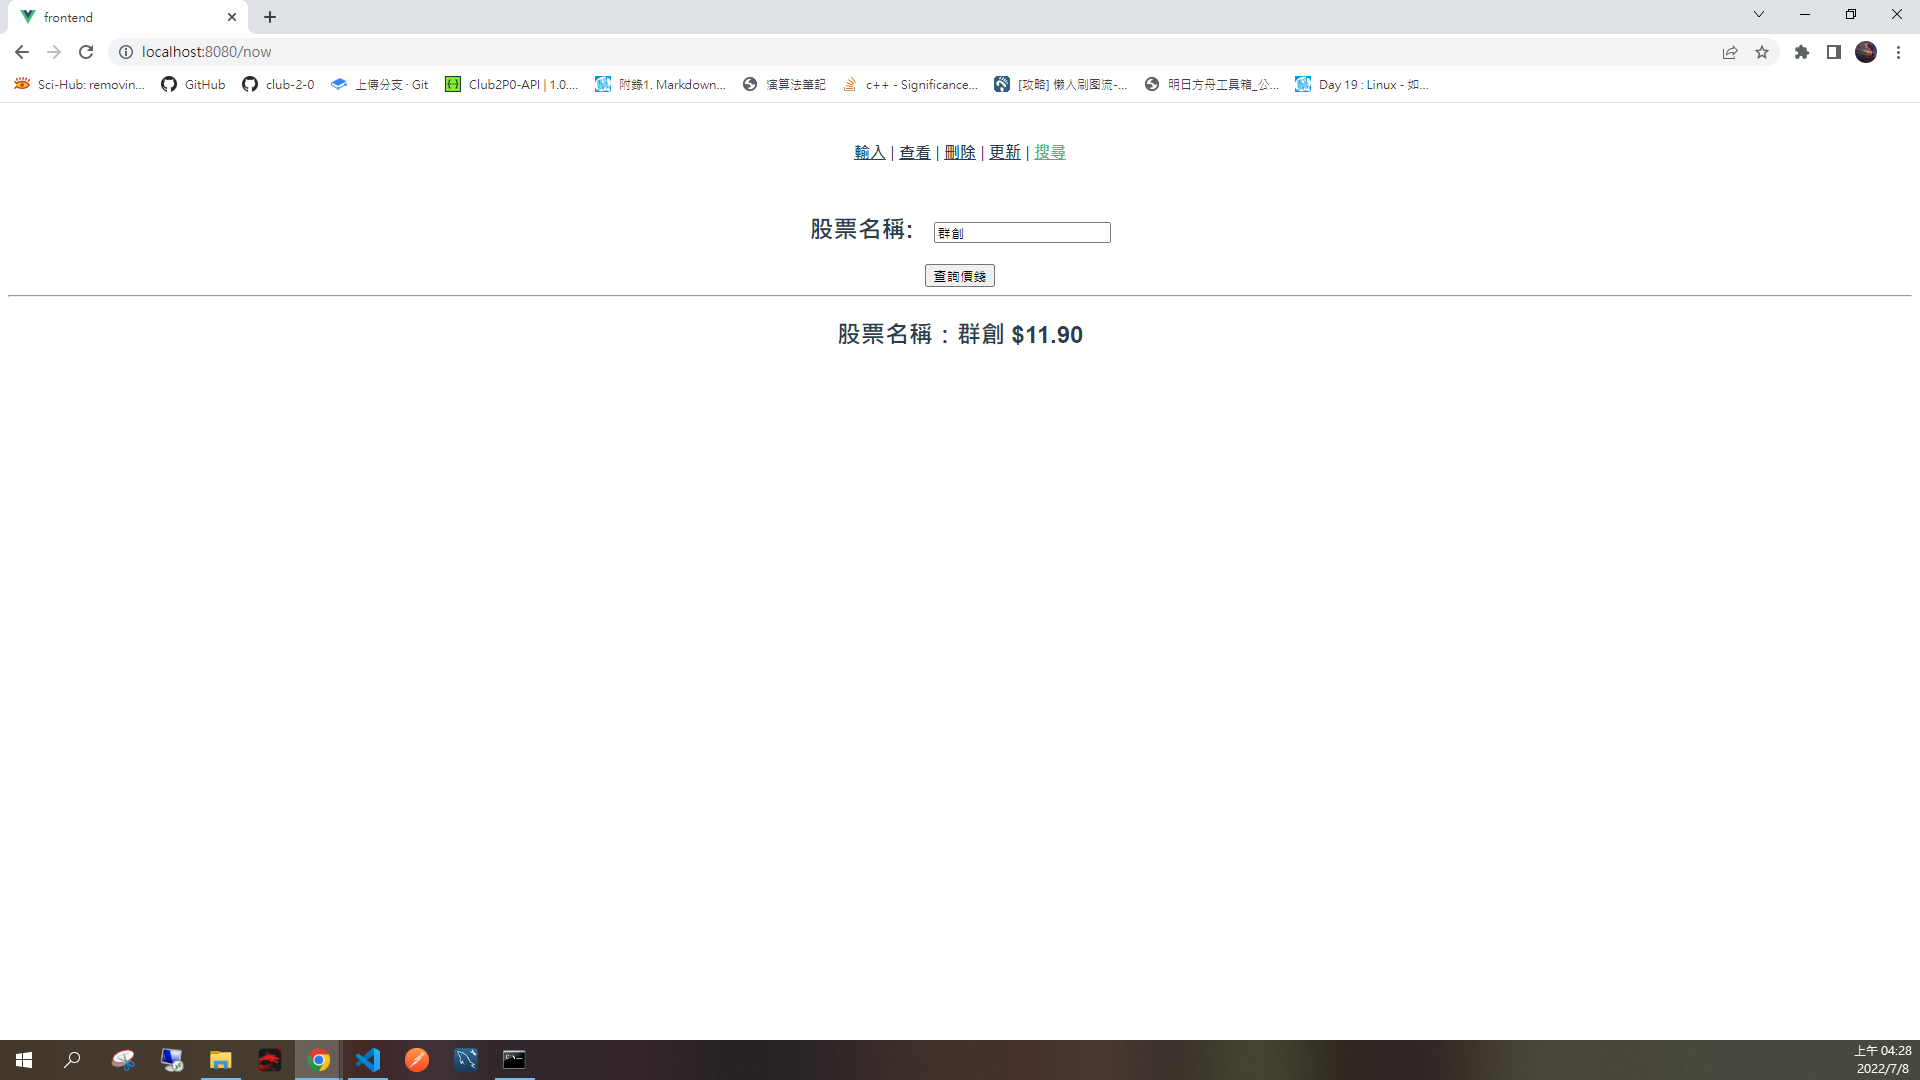 frontend
localhost:8080/now
Sci-Hub: removin... GitHub club-2-0 上傳分支 · Git Club2P0-API | 1.0.... 附錄1. Markdown... 演算法筆記 c++ - Significance... [攻略] 懒人刷图流-... 明日方舟工具箱_公... Day 19 : Linux - 如...
輸入 | 查看 | 刪除 | 更新 | 搜尋
股票名稱: 群創
查詢價錢
股票名稱：群創 $11.90
上午 04:28
2022/7/8